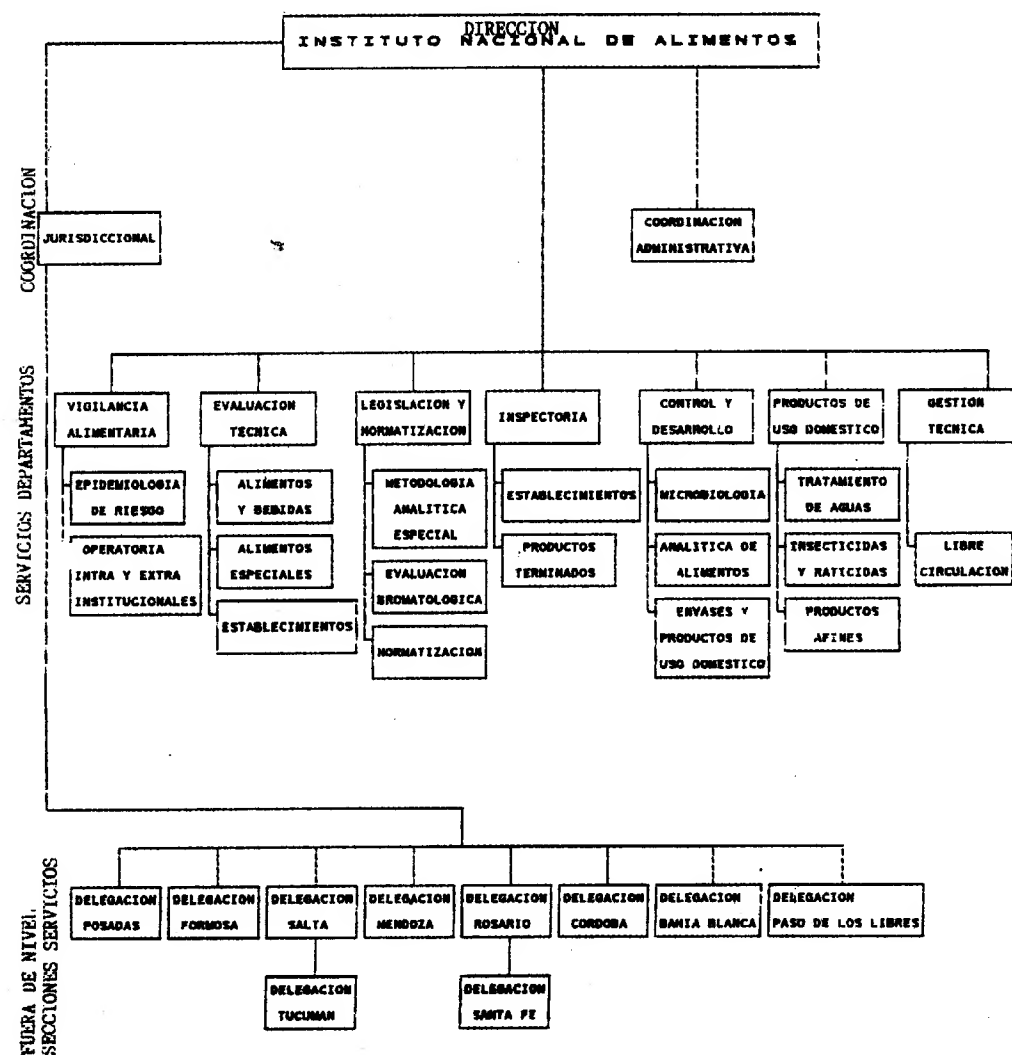 DIRECCION
INSTITUTO NACIONAL DE ALIMENTOS
COORDINACION
JURISDICCIONAL
COORDINACION
ADMINISTRATIVA
SERVICIOS DEPARTAMENTOS
VIGILANCIA
ALIMENTARIA
EPIDEMIOLOGIA
DE RIESGO
OPERATORIA
INTRA Y EXTRA
INSTITUCIONALES
EVALUACION
TECNICA
ALIMENTOS
Y BEBIDAS
ALIMENTOS
ESPECIALES
ESTABLECIMIENTOS
LEGISLACION Y
NORMATIZACION
METODOLOGIA
ANALITICA
ESPECIAL
EVALUACION
BROMATOLOGICA
NORMATIZACION
INSPECTORIA
ESTABLECIMIENTOS
PRODUCTOS
TERMINADOS
CONTROL Y
DESARROLLO
MICROBIOLOGIA
ANALITICA DE
ALIMENTOS
ENVASES Y
PRODUCTOS DE
USO DOMESTICO
PRODUCTOS DE
USO DOMESTICO
TRATAMIENTO
DE AGUAS
INSECTICIDAS
Y RATICIDAS
PRODUCTOS
AFINES
GESTION
TECNICA
LIBRE
CIRCULACION
FUERA DE NIVEL
SECCIONES SERVICIOS
DELEGACION
POSADAS
DELEGACION
FORMOSA
DELEGACION
SALTA
DELEGACION
MENDOZA
DELEGACION
ROSARIO
DELEGACION
CORDOBA
DELEGACION
BAHIA BLANCA
DELEGACION
PASO DE LOS LIBRES
DELEGACION
TUCUMAN
DELEGACION
SANTA FE